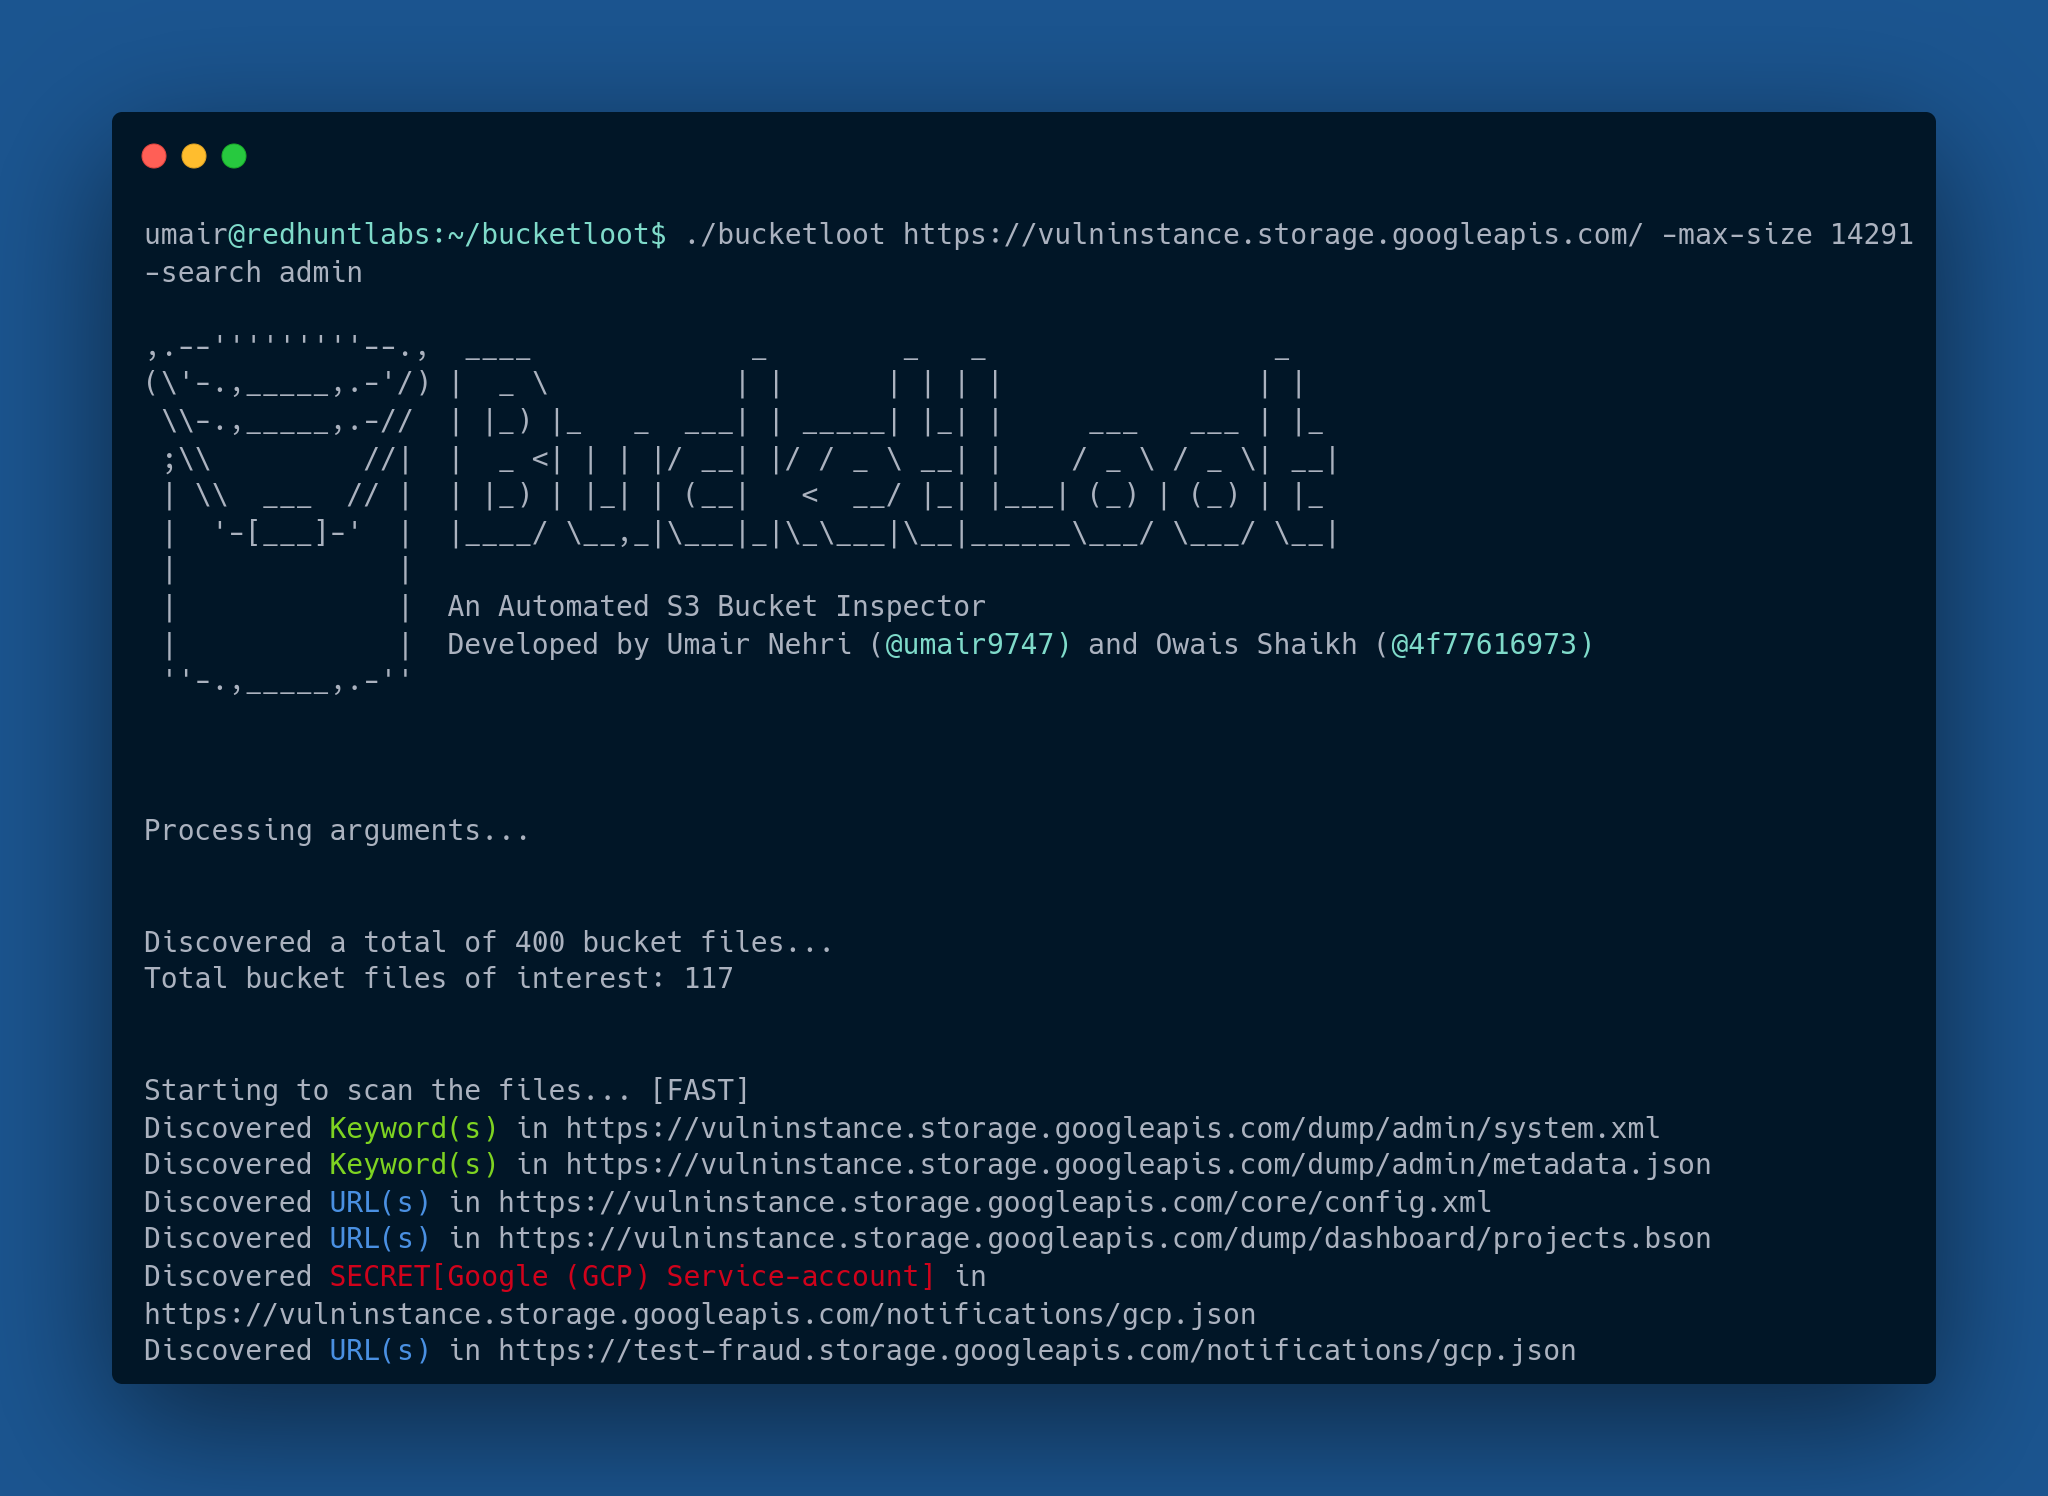 umair@redhuntlabs:~/bucketloot$ ./bucketloot https://vulninstance.storage.googleapis.com/ -max-size 14291
-search admin
BucketLoot
An Automated S3 Bucket Inspector
Developed by Umair Nehri (@umair9747) and Owais Shaikh (@4f77616973)
Processing arguments...
Discovered a total of 400 bucket files...
Total bucket files of interest: 117
Starting to scan the files... [FAST]
Discovered Keyword(s) in https://vulninstance.storage.googleapis.com/dump/admin/system.xml
Discovered Keyword(s) in https://vulninstance.storage.googleapis.com/dump/admin/metadata.json
Discovered URL(s) in https://vulninstance.storage.googleapis.com/core/config.xml
Discovered URL(s) in https://vulninstance.storage.googleapis.com/dump/dashboard/projects.bson
Discovered SECRET[Google (GCP) Service-account] in
https://vulninstance.storage.googleapis.com/notifications/gcp.json
Discovered URL(s) in https://test-fraud.storage.googleapis.com/notifications/gcp.json